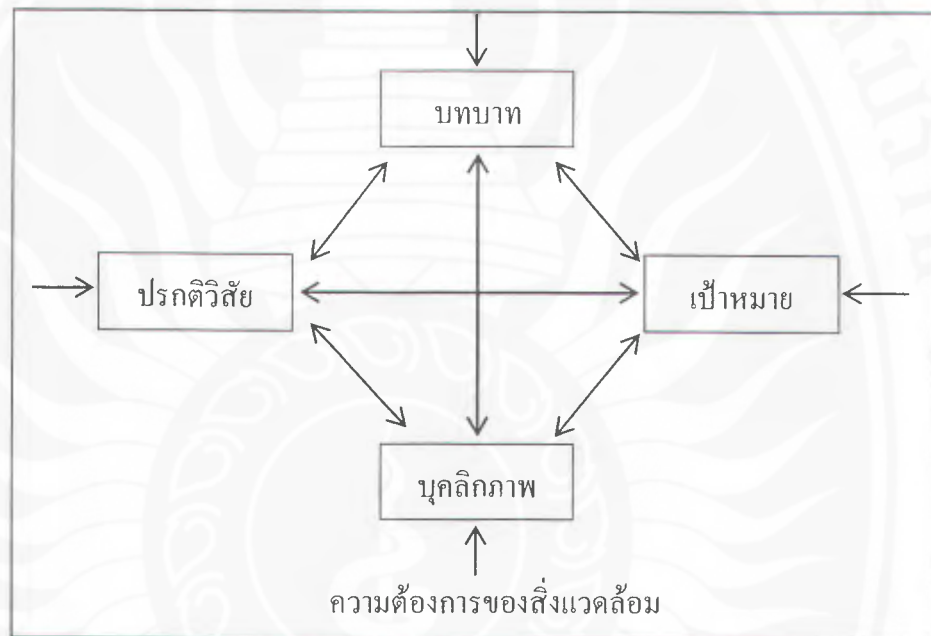 บทบาท
ปรกติวิสัย
เป้าหมาย
บุคลิกภาพ
ความต้องการของสิ่งแวดล้อม